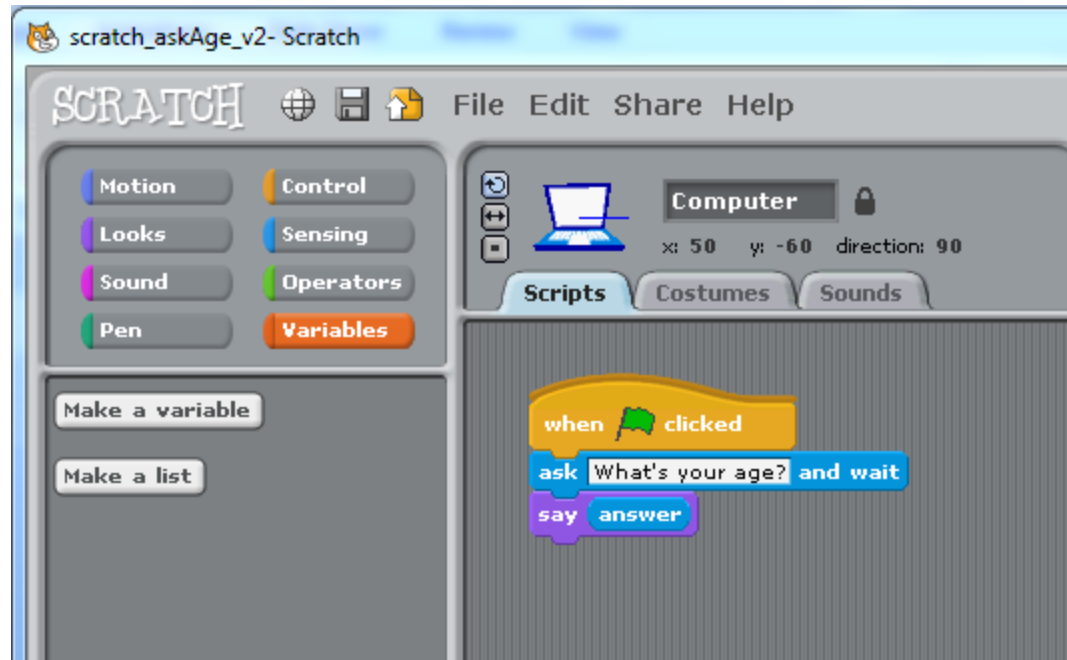 scratch_askAge_v2- Scratch
SCRATCH File Edit Share Help
Motion Control
Looks Sensing
Sound Operators
Pen Variables
Make a variable
Make a list
Computer
x: 50 y: -60 direction: 90
Scripts Costumes Sounds
when clicked
ask What's your age? and wait
say answer